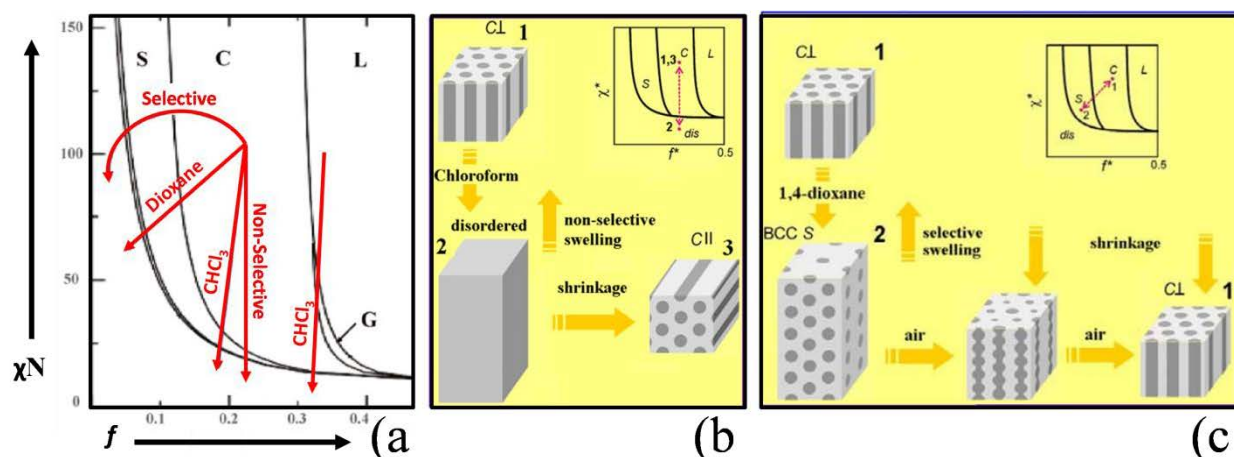 150
100
50
0
S
C
L
Selective
Dioxane
CHCl3
Non-Selective
CHCl3
G
χN
0.1
0.2
0.3
0.4
f
(a
C⊥ 1
Chloroform
disordered
2
non-selective
swelling
shrinkage
C|| 3
χ*
1,3
C
S
L
2
dis
f*
0.5
(b
C⊥ 1
1,4-dioxane
BCC S
2
selective
swelling
air
shrinkage
air
C⊥ 1
χ*
C
1
S
2
L
dis
f*
0.5
(c